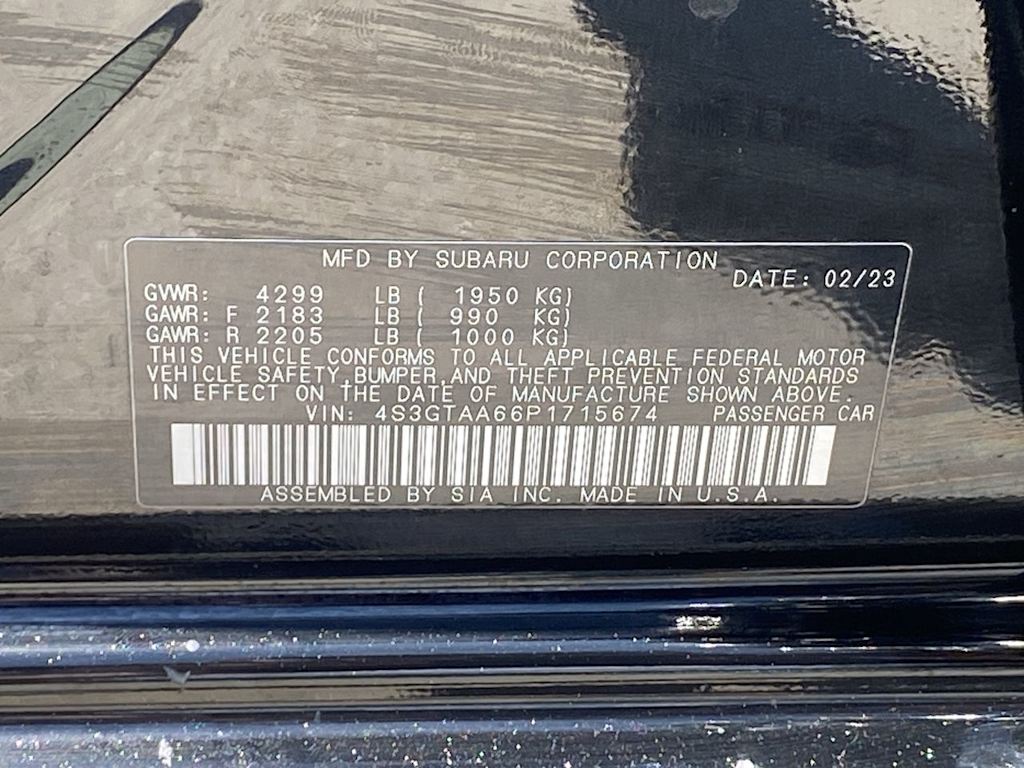 MFD BY SUBARU CORPORATION
DATE: 02/23
GVWR: 4299 LB ( 1950 KG)
GAWR: F 2183 LB ( 990 KG)
GAWR: R 2205 LB ( 1000 KG)
THIS VEHICLE CONFORMS TO ALL APPLICABLE FEDERAL MOTOR
VEHICLE SAFETY,BUMPER,AND THEFT PREVENTION STANDARDS
IN EFFECT ON THE DATE OF MANUFACTURE SHOWN ABOVE.
VIN: 4S3GTAA66P1715674 PASSENGER CAR
ASSEMBLED BY SIA INC. MADE IN U.S.A.